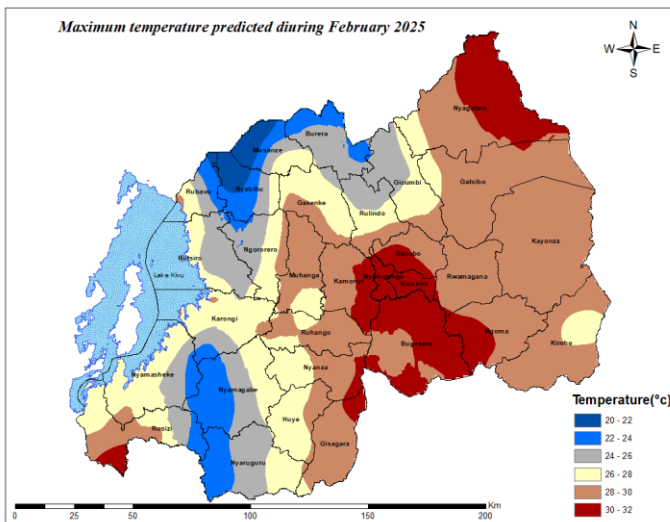 Maximum temperature predicted diuring February 2025
N
W E
S
Nyagatare
Burera
Musanze
Rubavu
Nyabihu
Gicumbi
Gatsibo
Gakenke
Rulindo
Kayonza
Rutsiro
Ngororero
Gasabo
Lake Kivu
Muhanga
Kamonyi
Nyarugenge
Kicukiro
Rwamagana
Karongi
Ruhango
Bugesera
Ngoma
Kirehe
Nyamasheke
Nyamagabe
Nyanza
Huye
Rusizi
Gisagara
Nyaruguru
Temperature(°c)
20 - 22
22 - 24
24 - 26
26 - 28
28 - 30
30 - 32
Km
0 25 50 100 150 200